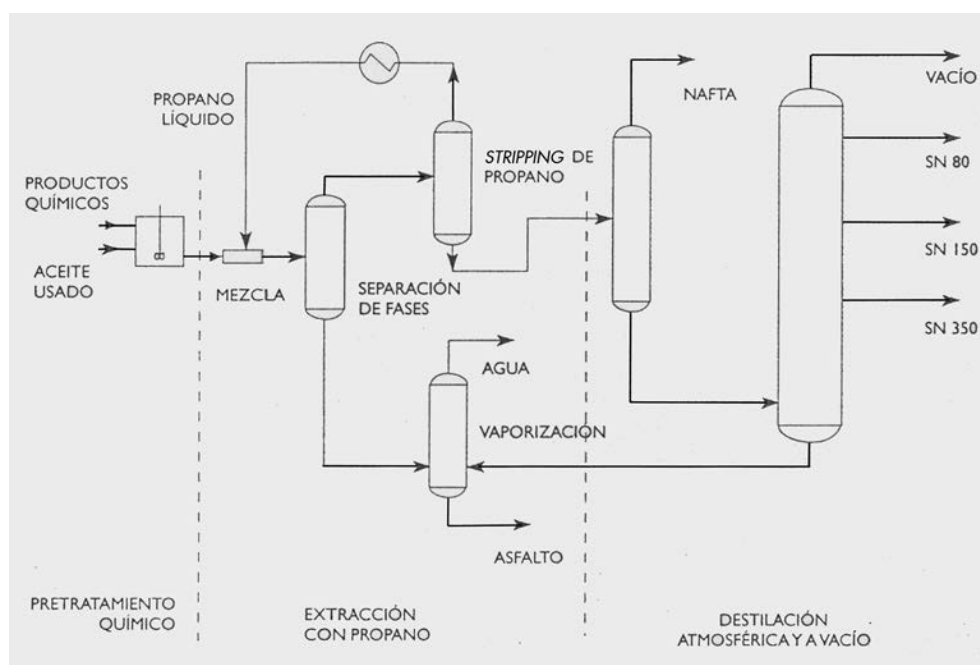 VACÍO
NAFTA
PROPANO
LÍQUIDO
STRIPPING DE
PROPANO
SN 80
PRODUCTOS
QUÍMICOS
ACEITE
USADO
MEZCLA
SEPARACIÓN
DE FASES
SN 150
SN 350
AGUA
VAPORIZACIÓN
ASFALTO
PRETRATAMIENTO
QUÍMICO
EXTRACCIÓN
CON PROPANO
DESTILACIÓN
ATMOSFÉRICA Y A VACÍO